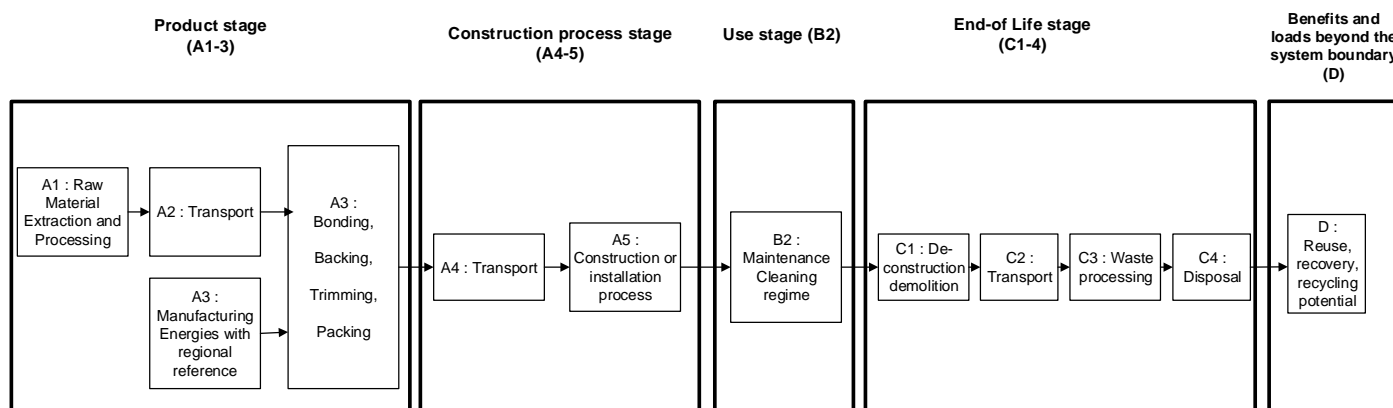 Product stage
(A1-3)
Construction process stage
(A4-5)
Use stage (B2)
End-of Life stage
(C1-4)
Benefits and
loads beyond the
system boundary
(D)
A1 : Raw
Material
Extraction and
Processing
A2 : Transport
A3 :
Manufacturing
Energies with
regional
reference
A3 :
Bonding,
Backing,
Trimming,
Packing
A4 : Transport
A5 :
Construction or
installation
process
B2 :
Maintenance
Cleaning
regime
C1 : De-
construction
demolition
C2 :
Transport
C3 : Waste
processing
C4 :
Disposal
D :
Reuse,
recovery,
recycling
potential